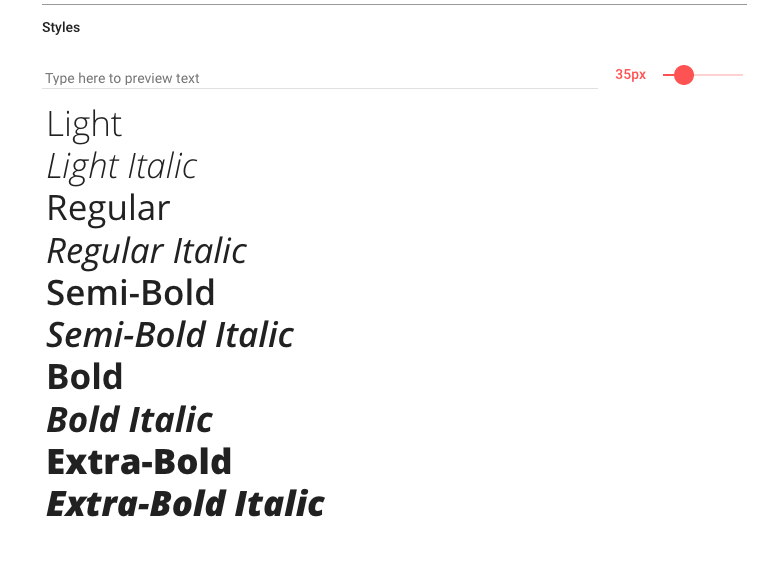 Styles
Type here to preview text
35px
Light
Light Italic
Regular
Regular Italic
Semi-Bold
Semi-Bold Italic
Bold
Bold Italic
Extra-Bold
Extra-Bold Italic